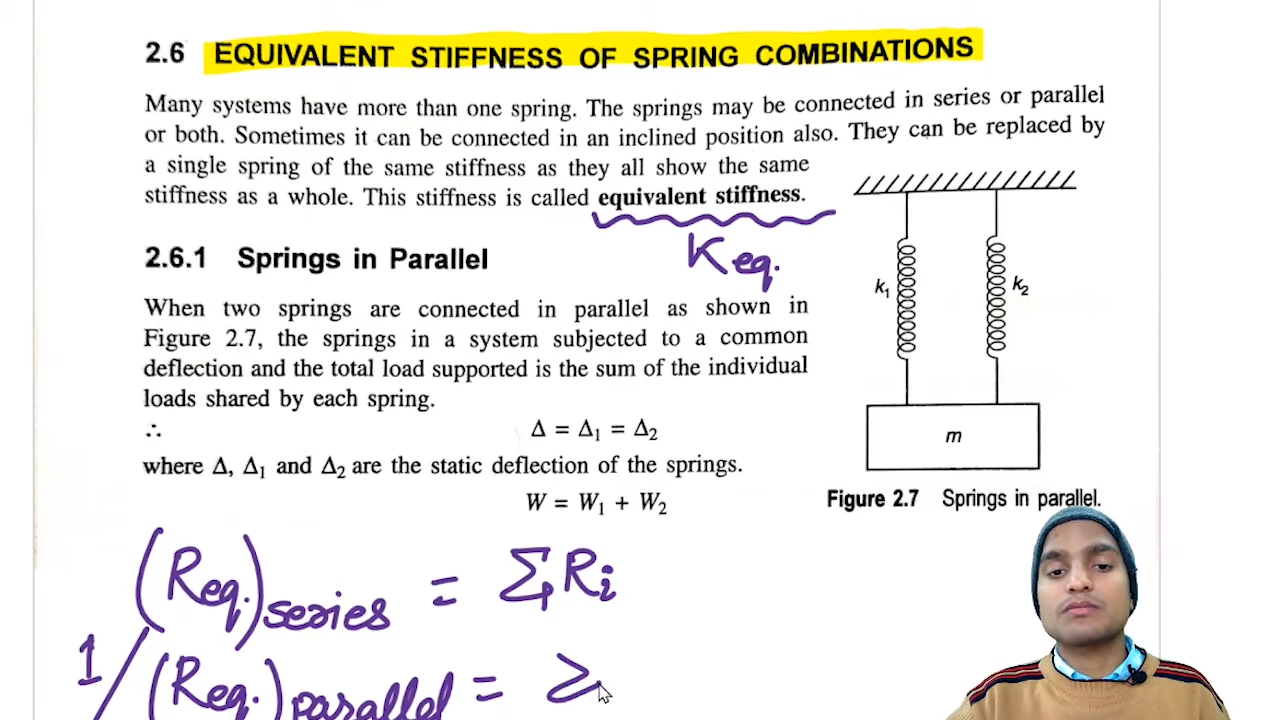 2.6 EQUIVALENT STIFFNESS OF SPRING COMBINATIONS
Many systems have more than one spring. The springs may be connected in series or parallel
or both. Sometimes it can be connected in an inclined position also. They can be replaced by
a single spring of the same stiffness as they all show the same
stiffness as a whole. This stiffness is called equivalent stiffness.
Keq.
2.6.1 Springs in Parallel
When two springs are connected in parallel as shown in
Figure 2.7, the springs in a system subjected to a common
deflection and the total load supported is the sum of the individual
loads shared by each spring.
∴ Δ = Δ₁ = Δ₂
where Δ, Δ₁ and Δ₂ are the static deflection of the springs.
W = W₁ + W₂
k₁
k₂
m
Figure 2.7 Springs in parallel.
(Req.)series = Σ Ri
1/(Req.)parallel = Σ